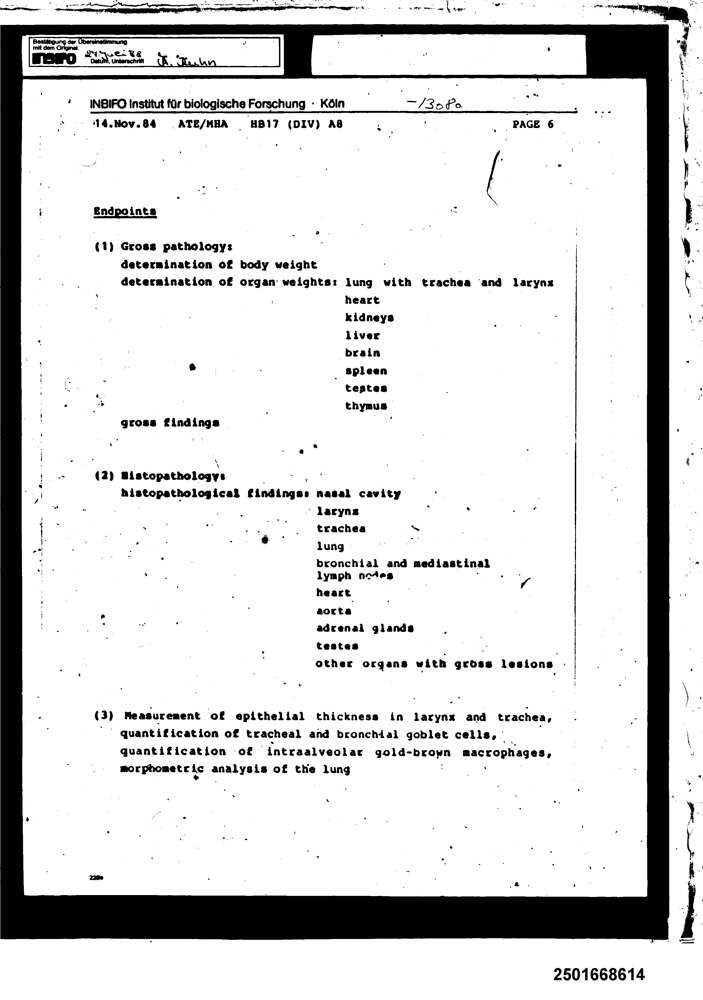 Bestätigung der Übereinstimmung
mit dem Original.
INBIFO
Datum, Unterschrift
INBIFO Institut für biologische Forschung · Köln
14.Nov.84 ATE/MHA HB17 (DIV) A8 PAGE 6
Endpoints
(1) Gross pathology:
determination of body weight
determination of organ weights: lung with trachea and larynx
heart
kidneys
liver
brain
spleen
testes
thymus
gross findings
(2) Histopathology:
histopathological findings: nasal cavity
larynx
trachea
lung
bronchial and mediastinal
lymph nodes
heart
aorta
adrenal glands
testes
other organs with gross lesions
(3) Measurement of epithelial thickness in larynx and trachea,
quantification of tracheal and bronchial goblet cells,
quantification of intraalveolar gold-brown macrophages,
morphometric analysis of the lung
2501668614